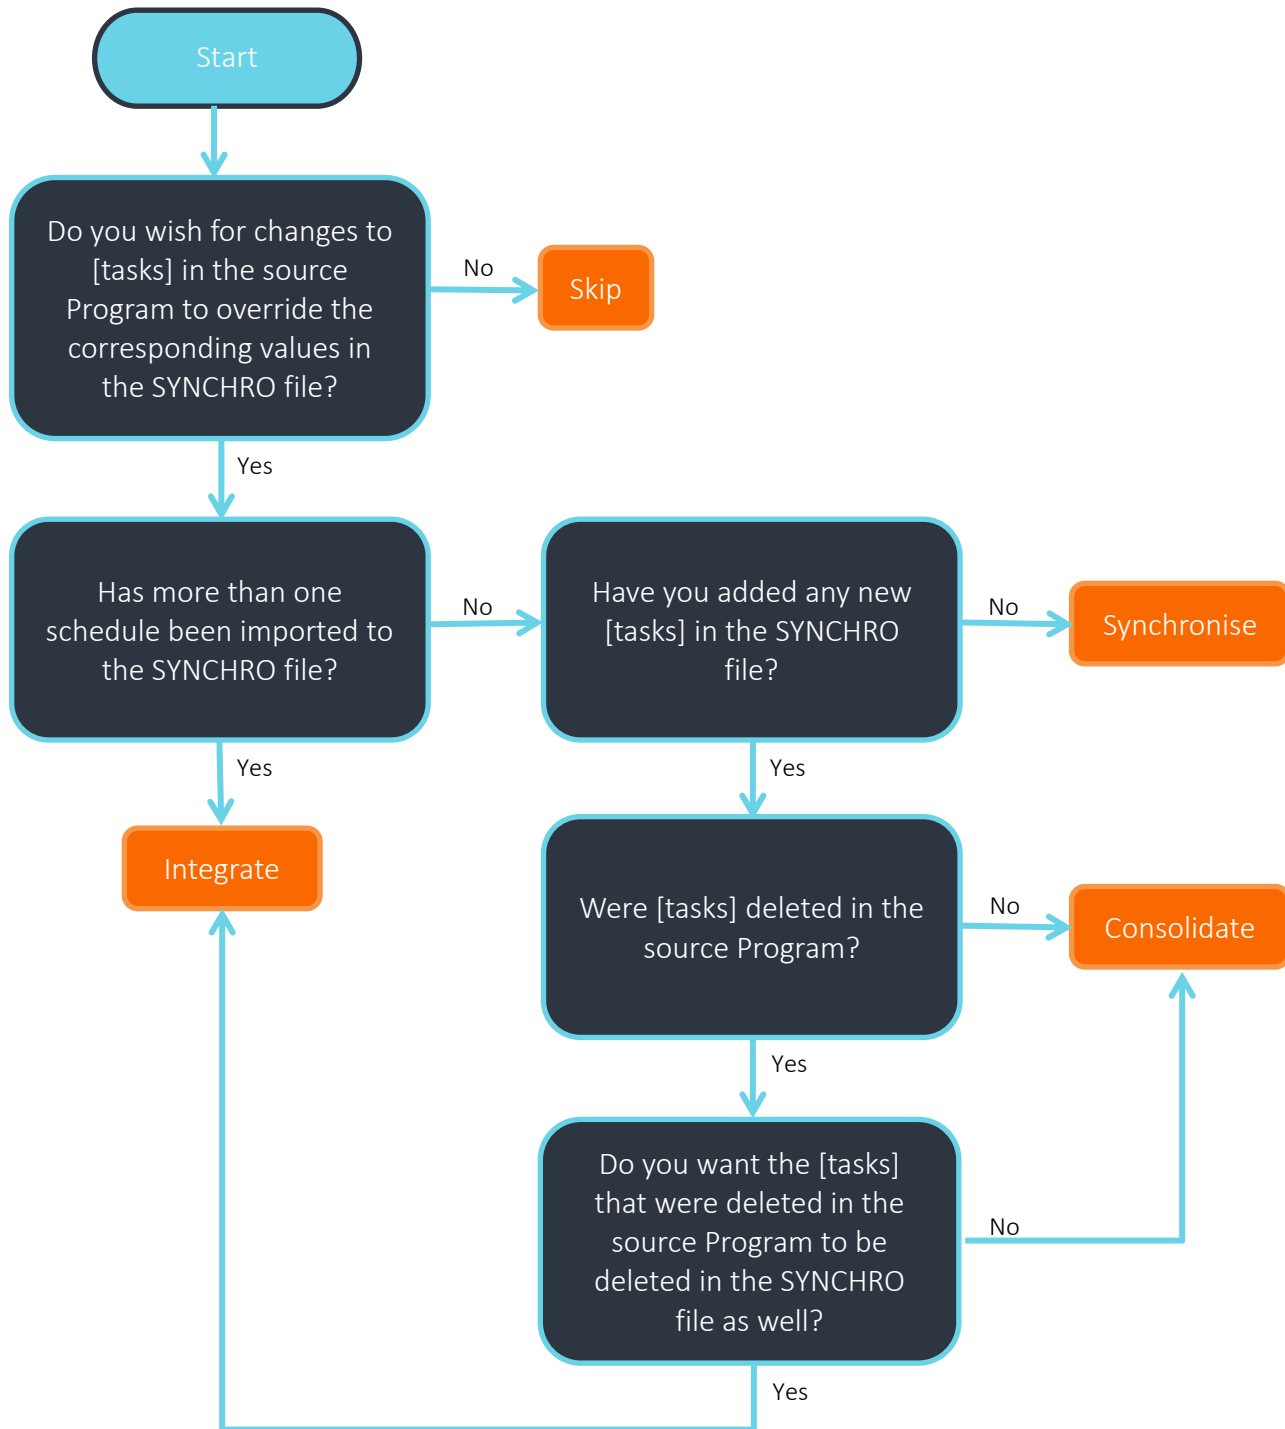 Start
Do you wish for changes to
[tasks] in the source
Program to override the
corresponding values in
the SYNCHRO file?
No
Skip
Yes
Has more than one
schedule been imported to
the SYNCHRO file?
No
Have you added any new
[tasks] in the SYNCHRO
file?
No
Synchronise
Yes
Integrate
Yes
Were [tasks] deleted in the
source Program?
No
Consolidate
Yes
Do you want the [tasks]
that were deleted in the
source Program to be
deleted in the SYNCHRO
file as well?
No
Yes